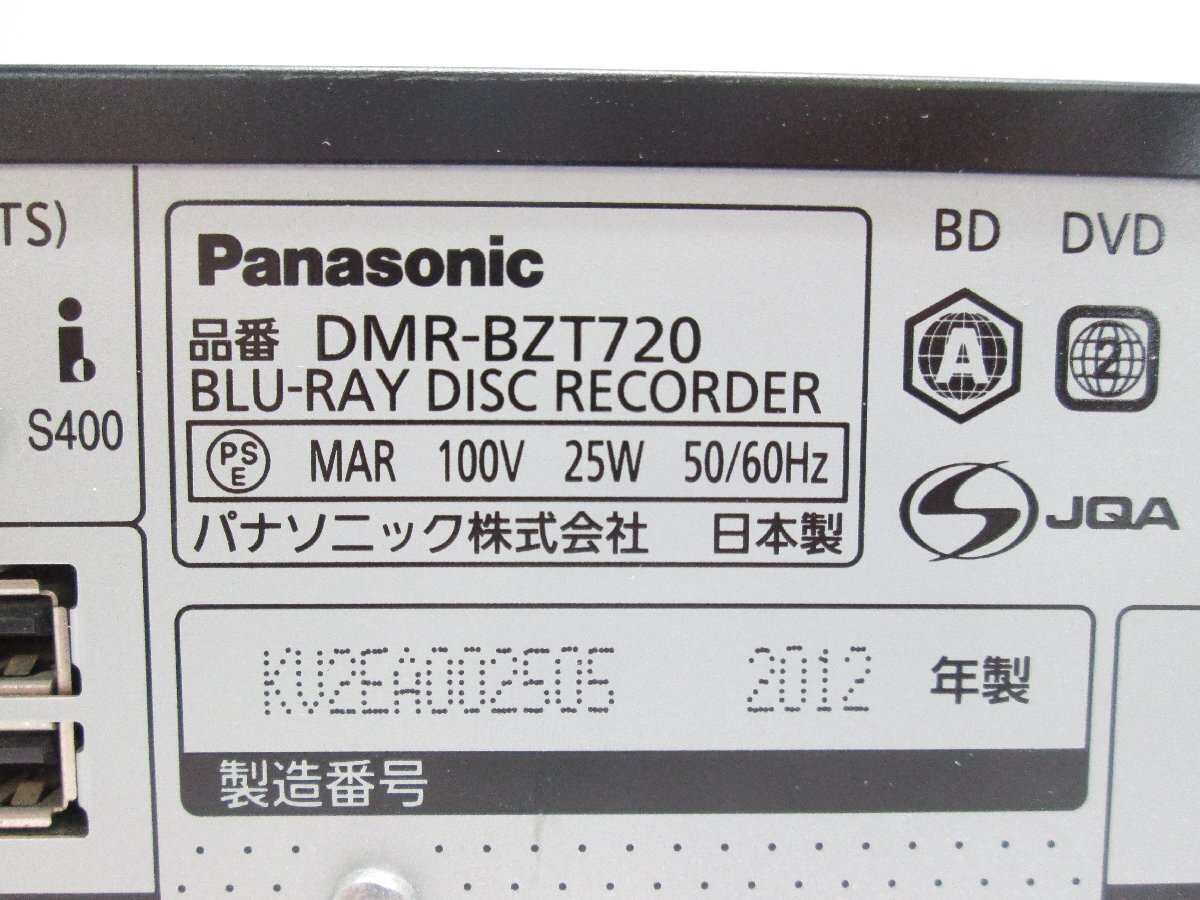 TS)
S400
Panasonic
品番 DMR-BZT720
BLU-RAY DISC RECORDER
PS E MAR 100V 25W 50/60Hz
パナソニック株式会社 日本製
BD DVD
A 2
JQA
KV2EA002505 2012 年製
製造番号